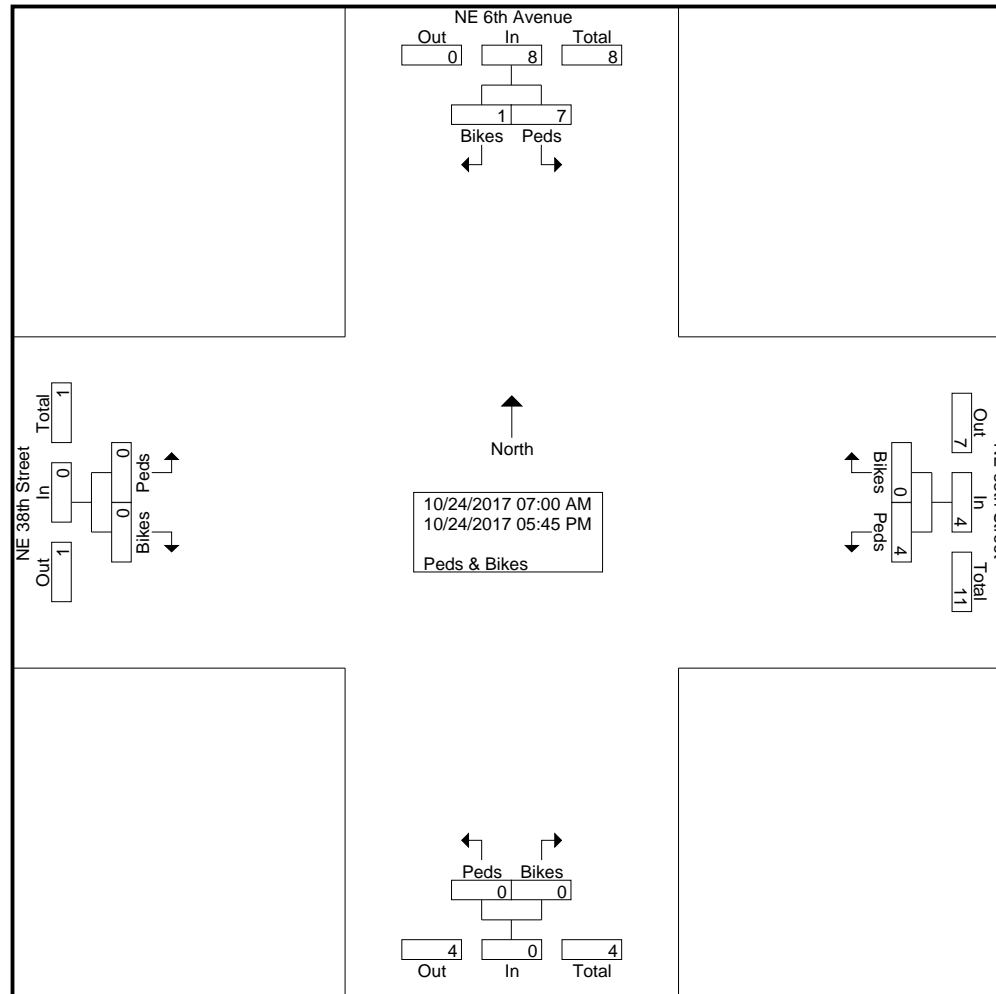 NE 6th Avenue
Out In Total
0 8 8
1 7
Bikes Peds
NE 38th Street
Total In Out
1 0 1
0 0
Peds Bikes
North
10/24/2017 07:00 AM
10/24/2017 05:45 PM
Peds & Bikes
Out In Total
7 4 11
0 4
Bikes Peds
Peds Bikes
0 0
4 0 4
Out In Total